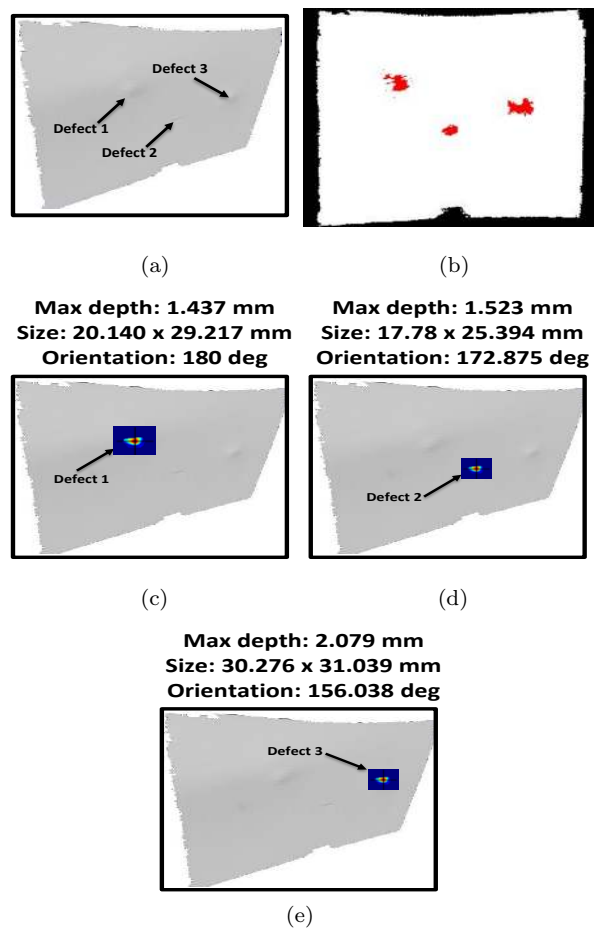 Defect 3
Defect 1
Defect 2
(a)
(b)
Max depth: 1.437 mm
Size: 20.140 x 29.217 mm
Orientation: 180 deg
Defect 1
(c)
Max depth: 1.523 mm
Size: 17.78 x 25.394 mm
Orientation: 172.875 deg
Defect 2
(d)
Max depth: 2.079 mm
Size: 30.276 x 31.039 mm
Orientation: 156.038 deg
Defect 3
(e)